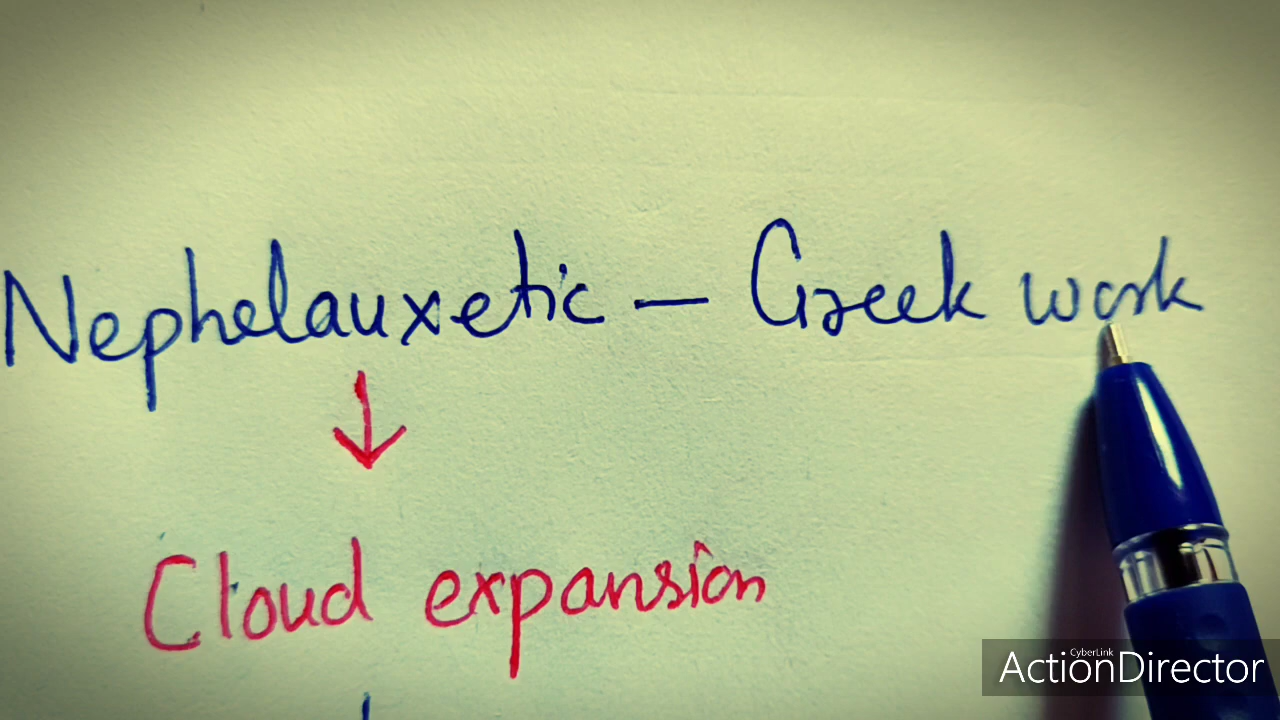 Nephelauxetic — Greek work
Cloud expansion
CyberLink
ActionDirector